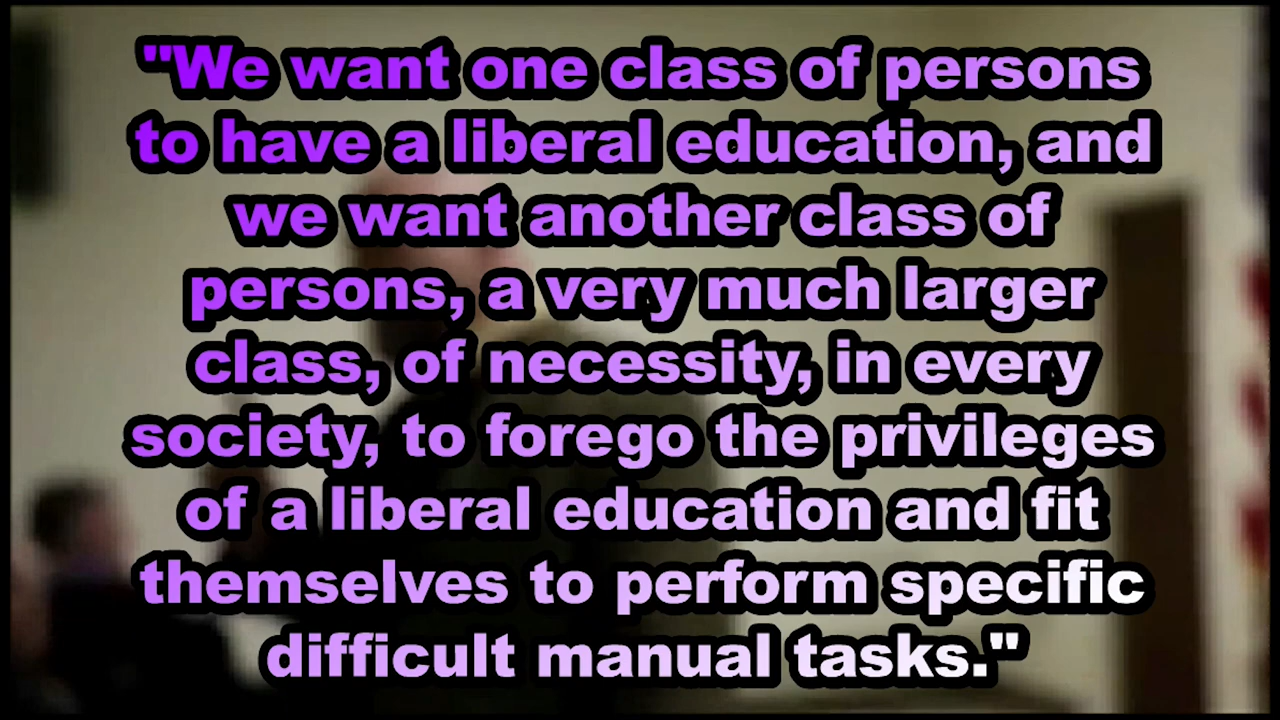 "We want one class of persons
to have a liberal education, and
we want another class of
persons, a very much larger
class, of necessity, in every
society, to forego the privileges
of a liberal education and fit
themselves to perform specific
difficult manual tasks."